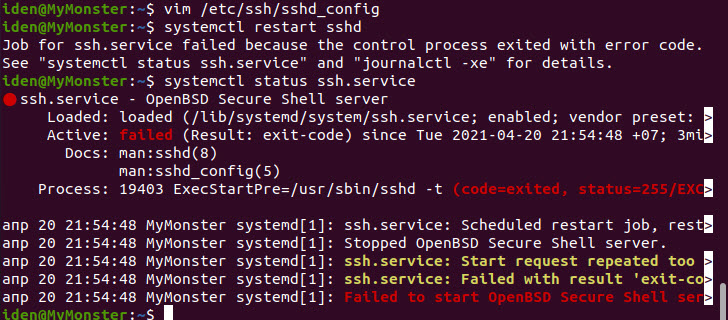 iden@MyMonster:~$ vim /etc/ssh/sshd_config
iden@MyMonster:~$ systemctl restart sshd
Job for ssh.service failed because the control process exited with error code.
See "systemctl status ssh.service" and "journalctl -xe" for details.
iden@MyMonster:~$ systemctl status ssh.service
● ssh.service - OpenBSD Secure Shell server
Loaded: loaded (/lib/systemd/system/ssh.service; enabled; vendor preset: >
Active: failed (Result: exit-code) since Tue 2021-04-20 21:54:48 +07; 3mi>
Docs: man:sshd(8)
man:sshd_config(5)
Process: 19403 ExecStartPre=/usr/sbin/sshd -t (code=exited, status=255/EXC>
апр 20 21:54:48 MyMonster systemd[1]: ssh.service: Scheduled restart job, rest>
апр 20 21:54:48 MyMonster systemd[1]: Stopped OpenBSD Secure Shell server.
апр 20 21:54:48 MyMonster systemd[1]: ssh.service: Start request repeated too >
апр 20 21:54:48 MyMonster systemd[1]: ssh.service: Failed with result 'exit-co>
апр 20 21:54:48 MyMonster systemd[1]: Failed to start OpenBSD Secure Shell ser>
iden@MyMonster:~$